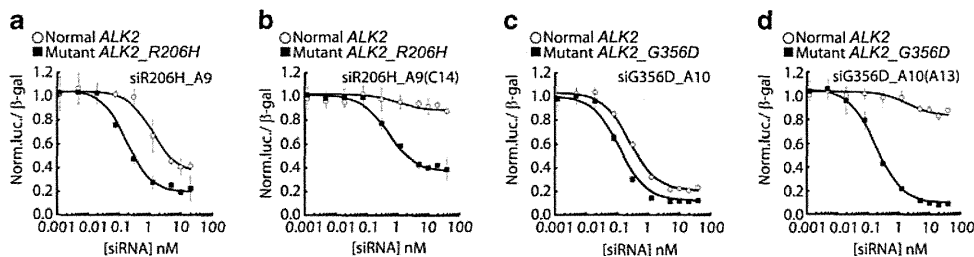 a
○ Normal ALK2
■ Mutant ALK2_R206H
siR206H_A9
Norm.luc./ β-gal
1.2
1.0
0.8
0.6
0.4
0.2
0.0
0.001
0.01
0.1
1
10
100
[siRNA] nM
b
○ Normal ALK2
■ Mutant ALK2_R206H
siR206H_A9(C14)
Norm.luc./ β-gal
1.2
1.0
0.8
0.6
0.4
0.2
0.0
0.001
0.01
0.1
1
10
100
[siRNA] nM
c
○ Normal ALK2
■ Mutant ALK2_G356D
siG356D_A10
Norm.luc./ β-gal
1.2
1.0
0.8
0.6
0.4
0.2
0.0
0.001
0.01
0.1
1
10
100
[siRNA] nM
d
○ Normal ALK2
■ Mutant ALK2_G356D
siG356D_A10(A13)
Norm.luc./ β-gal
1.2
1.0
0.8
0.6
0.4
0.2
0.0
0.001
0.01
0.1
1
10
100
[siRNA] nM